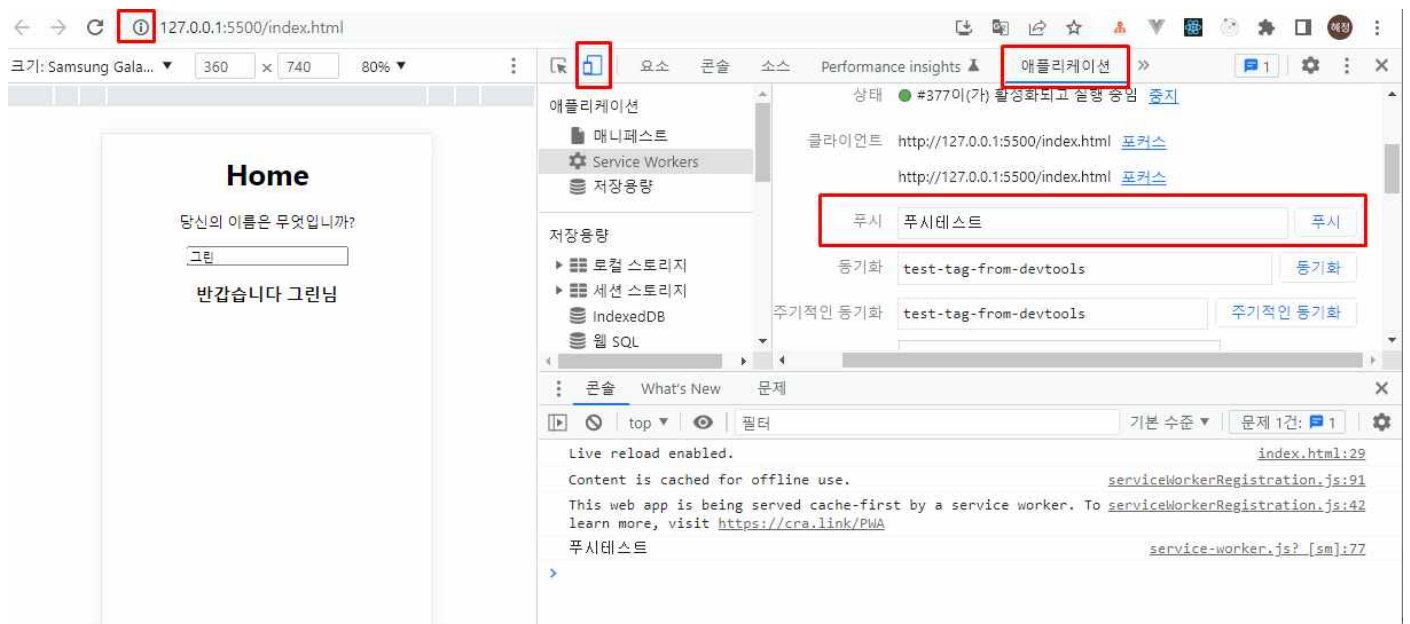 127.0.0.1:5500/index.html
혜정
크기: Samsung Gala... ▼ 360 × 740 80% ▼
요소 콘솔 소스 Performance insights 애플리케이션 » 1
Home
당신의 이름은 무엇입니까?
그린
반갑습니다 그린님
애플리케이션
매니페스트
Service Workers
저장용량
저장용량
로컬 스토리지
세션 스토리지
IndexedDB
웹 SQL
상태 #377이(가) 활성화되고 실행 중임 중지
클라이언트 http://127.0.0.1:5500/index.html 포커스
http://127.0.0.1:5500/index.html 포커스
푸시 푸시테스트 푸시
동기화 test-tag-from-devtools 동기화
주기적인 동기화 test-tag-from-devtools 주기적인 동기화
콘솔 What's New 문제
top ▼ 필터 기본 수준 ▼ 문제 1건: 1
Live reload enabled. index.html:29
Content is cached for offline use. serviceWorkerRegistration.js:91
This web app is being served cache-first by a service worker. To serviceWorkerRegistration.js:42
learn more, visit https://cra.link/PWA
푸시테스트 service-worker.js? [sm]:77